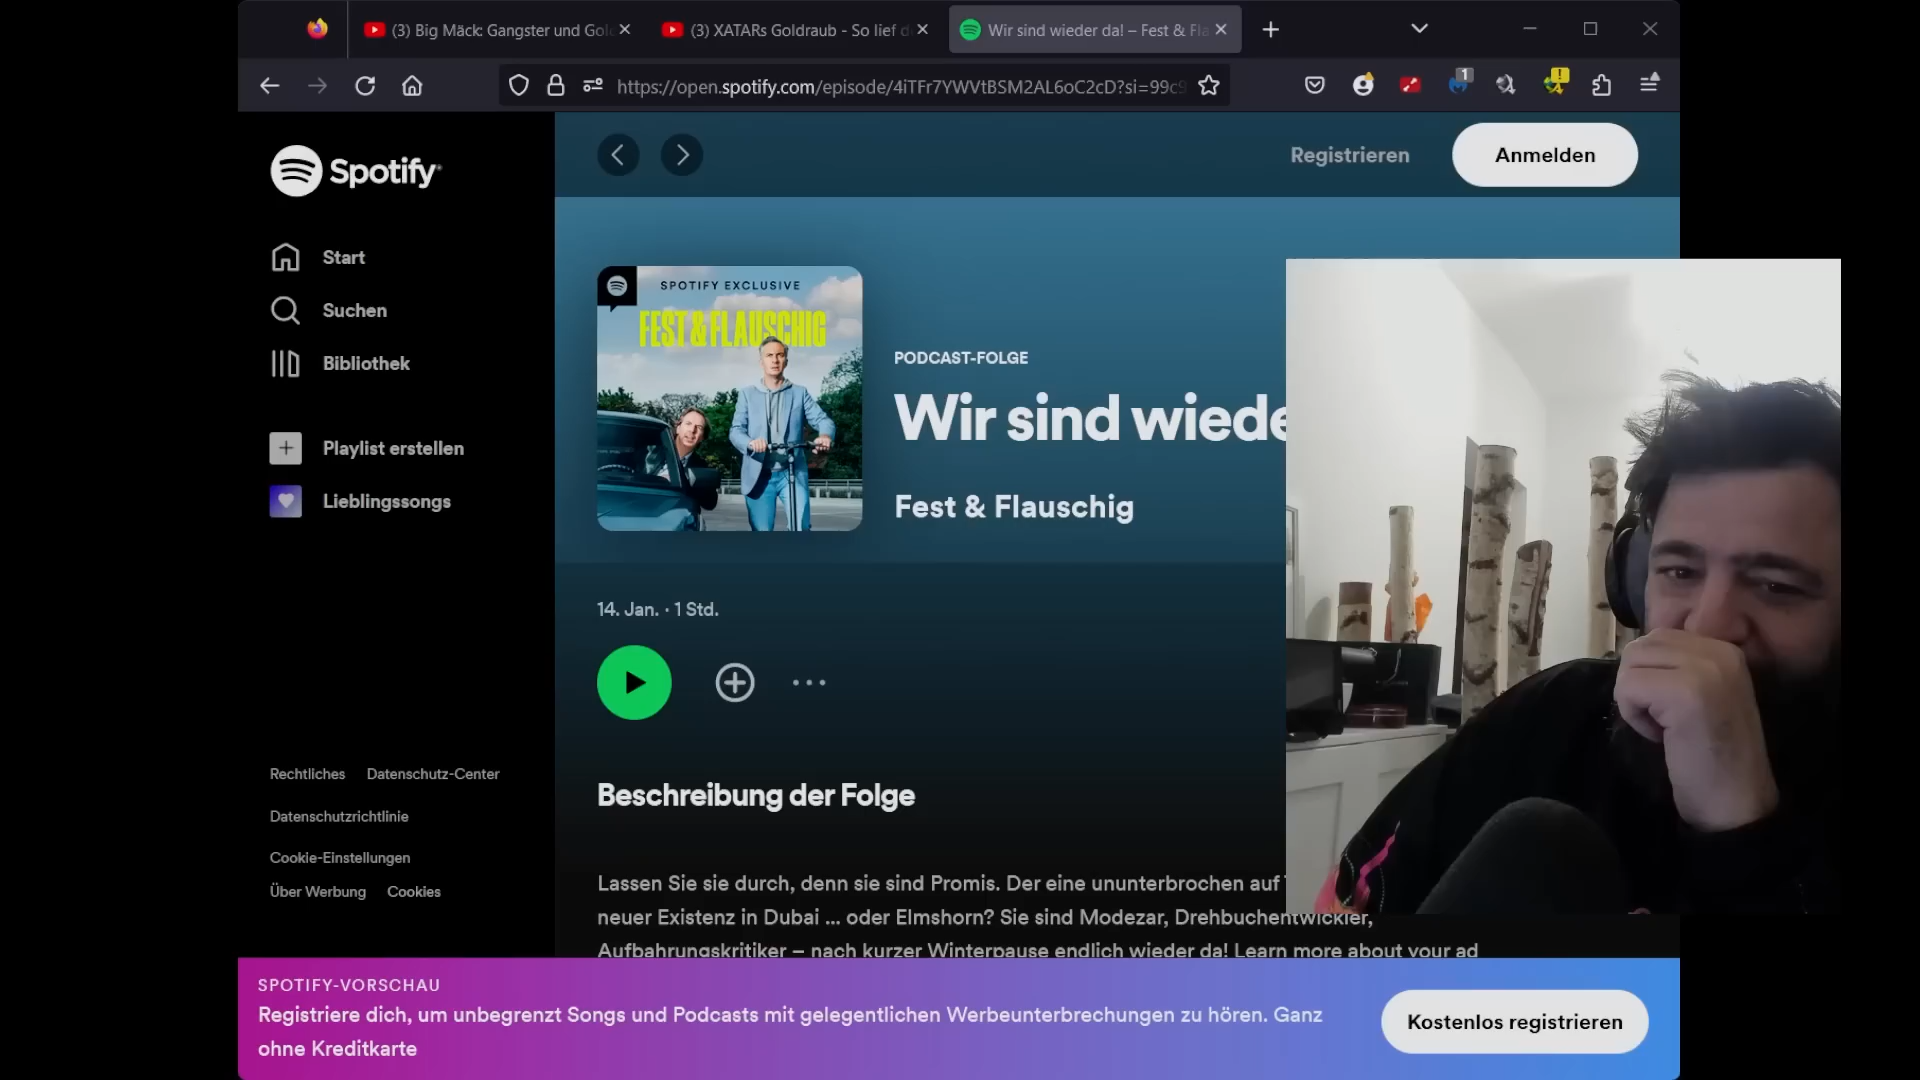 (3) Big Mäck: Gangster und Gol
(3) XATARs Goldraub - So lief d
Wir sind wieder da! – Fest & Fla
https://open.spotify.com/episode/4iTFr7YWVtBSM2AL6oC2cD?si=99c9
1
!
Spotify
Registrieren
Anmelden
Start
Suchen
Bibliothek
Playlist erstellen
Lieblingssongs
SPOTIFY EXCLUSIVE
FEST & FLAUSCHIG
PODCAST-FOLGE
Wir sind wiede
Fest & Flauschig
14. Jan. · 1 Std.
Beschreibung der Folge
Lassen Sie sie durch, denn sie sind Promis. Der eine ununterbrochen auf
neuer Existenz in Dubai ... oder Elmshorn? Sie sind Modezar, Drehbuchentwickler,
Aufbahrungskritiker – nach kurzer Winterpause endlich wieder da! Learn more about your ad
Rechtliches
Datenschutz-Center
Datenschutzrichtlinie
Cookie-Einstellungen
Über Werbung
Cookies
SPOTIFY-VORSCHAU
Registriere dich, um unbegrenzt Songs und Podcasts mit gelegentlichen Werbeunterbrechungen zu hören. Ganz
ohne Kreditkarte
Kostenlos registrieren